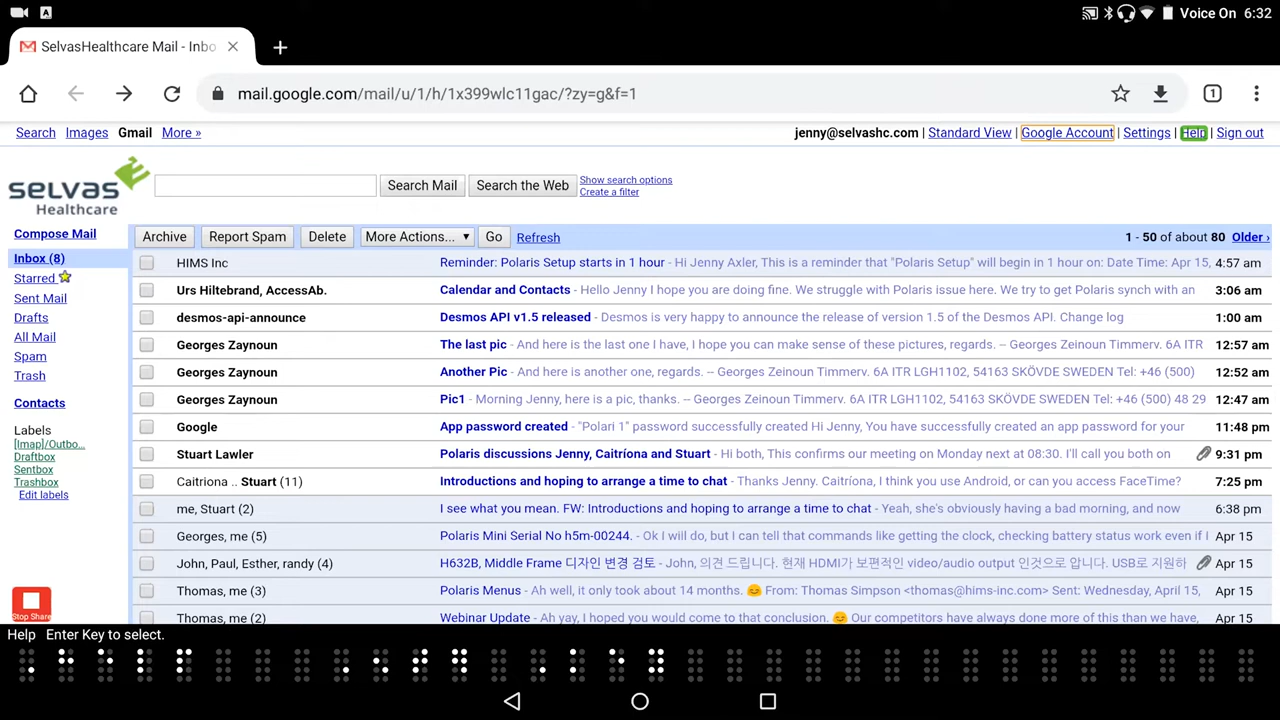 A Voice On 6:32
SelvasHealthcare Mail - Inbo
mail.google.com/mail/u/1/h/1x399wlc11gac/?zy=g&f=1 1
Search Images Gmail More » jenny@selvashc.com | Standard View | Google Account | Settings | Help | Sign out
selvas Healthcare
Search Mail Search the Web Show search options
Create a filter
Compose Mail Archive Report Spam Delete More Actions... Go Refresh 1 - 50 of about 80 Older ›
Inbox (8)
Starred
Sent Mail
Drafts
All Mail
Spam
Trash
Contacts
Labels
[Imap]/Outbo...
Draftbox
Sentbox
Trashbox
Edit labels
HIMS Inc Reminder: Polaris Setup starts in 1 hour - Hi Jenny Axler, This is a reminder that "Polaris Setup" will begin in 1 hour on: Date Time: Apr 15, 4:57 am
Urs Hiltebrand, AccessAb. Calendar and Contacts - Hello Jenny I hope you are doing fine. We struggle with Polaris issue here. We try to get Polaris synch with an 3:06 am
desmos-api-announce Desmos API v1.5 released - Desmos is very happy to announce the release of version 1.5 of the Desmos API. Change log 1:00 am
Georges Zaynoun The last pic - And here is the last one I have, I hope you can make sense of these pictures, regards. -- Georges Zeinoun Timmerv. 6A ITR 12:57 am
Georges Zaynoun Another Pic - And here is another one, regards. -- Georges Zeinoun Timmerv. 6A ITR LGH1102, 54163 SKÖVDE SWEDEN Tel: +46 (500) 12:52 am
Georges Zaynoun Pic1 - Morning Jenny, here is a pic, thanks. -- Georges Zeinoun Timmerv. 6A ITR LGH1102, 54163 SKÖVDE SWEDEN Tel: +46 (500) 48 29 12:47 am
Google App password created - "Polari 1" password successfully created Hi Jenny, You have successfully created an app password for your 11:48 pm
Stuart Lawler Polaris discussions Jenny, Caitríona and Stuart - Hi both, This confirms our meeting on Monday next at 08:30. I'll call you both on 9:31 pm
Caitriona .. Stuart (11) Introductions and hoping to arrange a time to chat - Thanks Jenny. Caitríona, I think you use Android, or can you access FaceTime? 7:25 pm
me, Stuart (2) I see what you mean. FW: Introductions and hoping to arrange a time to chat - Yeah, she's obviously having a bad morning, and now 6:38 pm
Georges, me (5) Polaris Mini Serial No h5m-00244. - Ok I will do, but I can tell that commands like getting the clock, checking battery status work even if I Apr 15
John, Paul, Esther, randy (4) H632B, Middle Frame 디자인 변경 검토 - John, 의견 드립니다. 현재 HDMI가 보편적인 video/audio output 인것으로 압니다. USB로 지원하 Apr 15
Thomas, me (3) Polaris Menus - Ah well, it only took about 14 months. 😊 From: Thomas Simpson <thomas@hims-inc.com> Sent: Wednesday, April 15, Apr 15
Thomas, me (2) Webinar Update - Ah yay, I hoped you would come to that conclusion. 😊 Our competitors have always done more of this than we have, Apr 15
Stop Share
Help Enter Key to select.